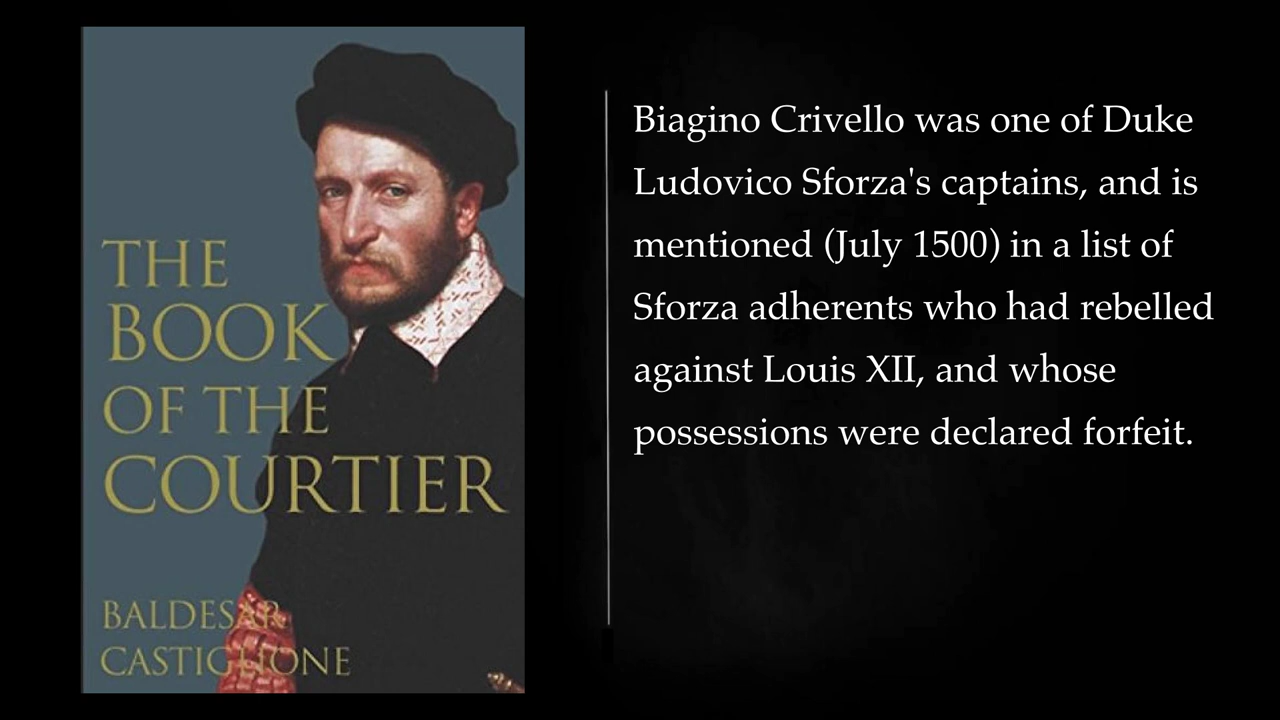 THE
BOOK
OF THE
COURTIER
BALDESAR
CASTIGLIONE
Biagino Crivello was one of Duke
Ludovico Sforza's captains, and is
mentioned (July 1500) in a list of
Sforza adherents who had rebelled
against Louis XII, and whose
possessions were declared forfeit.